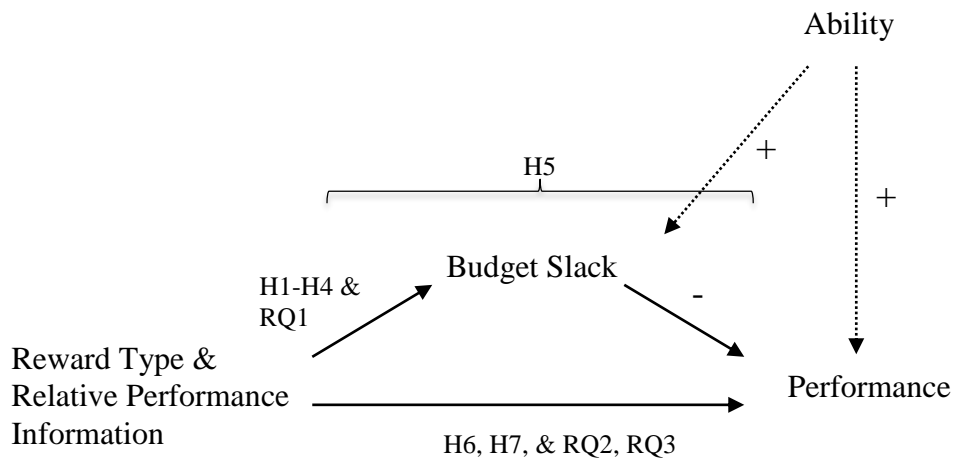 Ability
+
H5
+
Budget Slack
H1-H4 &
RQ1
-
Reward Type &
Relative Performance
Information
Performance
H6, H7, & RQ2, RQ3